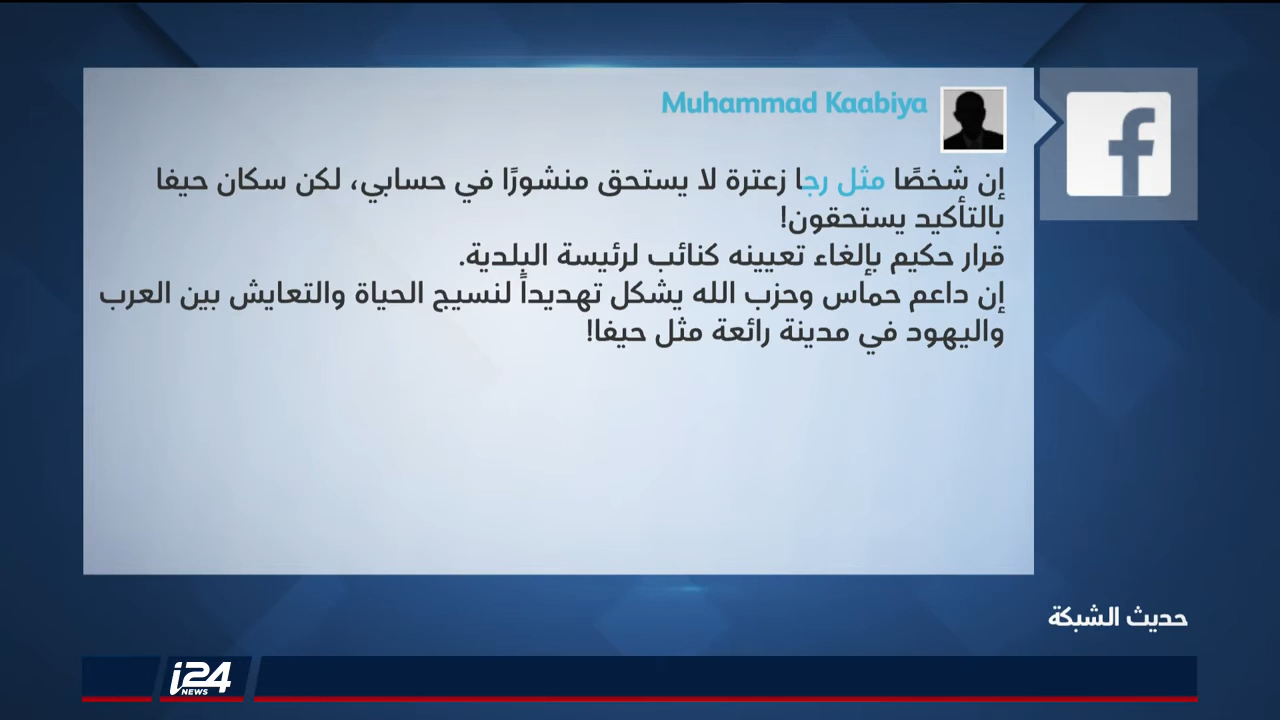 Muhammad Kaabiya
إن شخصًا مثل رجا زعترة لا يستحق منشورًا في حسابي، لكن سكان حيفا
بالتأكيد يستحقون!
قرار حكيم بإلغاء تعيينه كنائب لرئيسة البلدية.
إن داعم حماس وحزب الله يشكل تهديداً لنسيج الحياة والتعايش بين العرب
واليهود في مدينة رائعة مثل حيفا!
حديث الشبكة
i24
NEWS